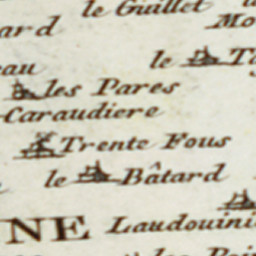 le Guillet
ard
le
eau
les Pares
Caraudiere
Trente Fous
le Bâtard
NE Laudouini